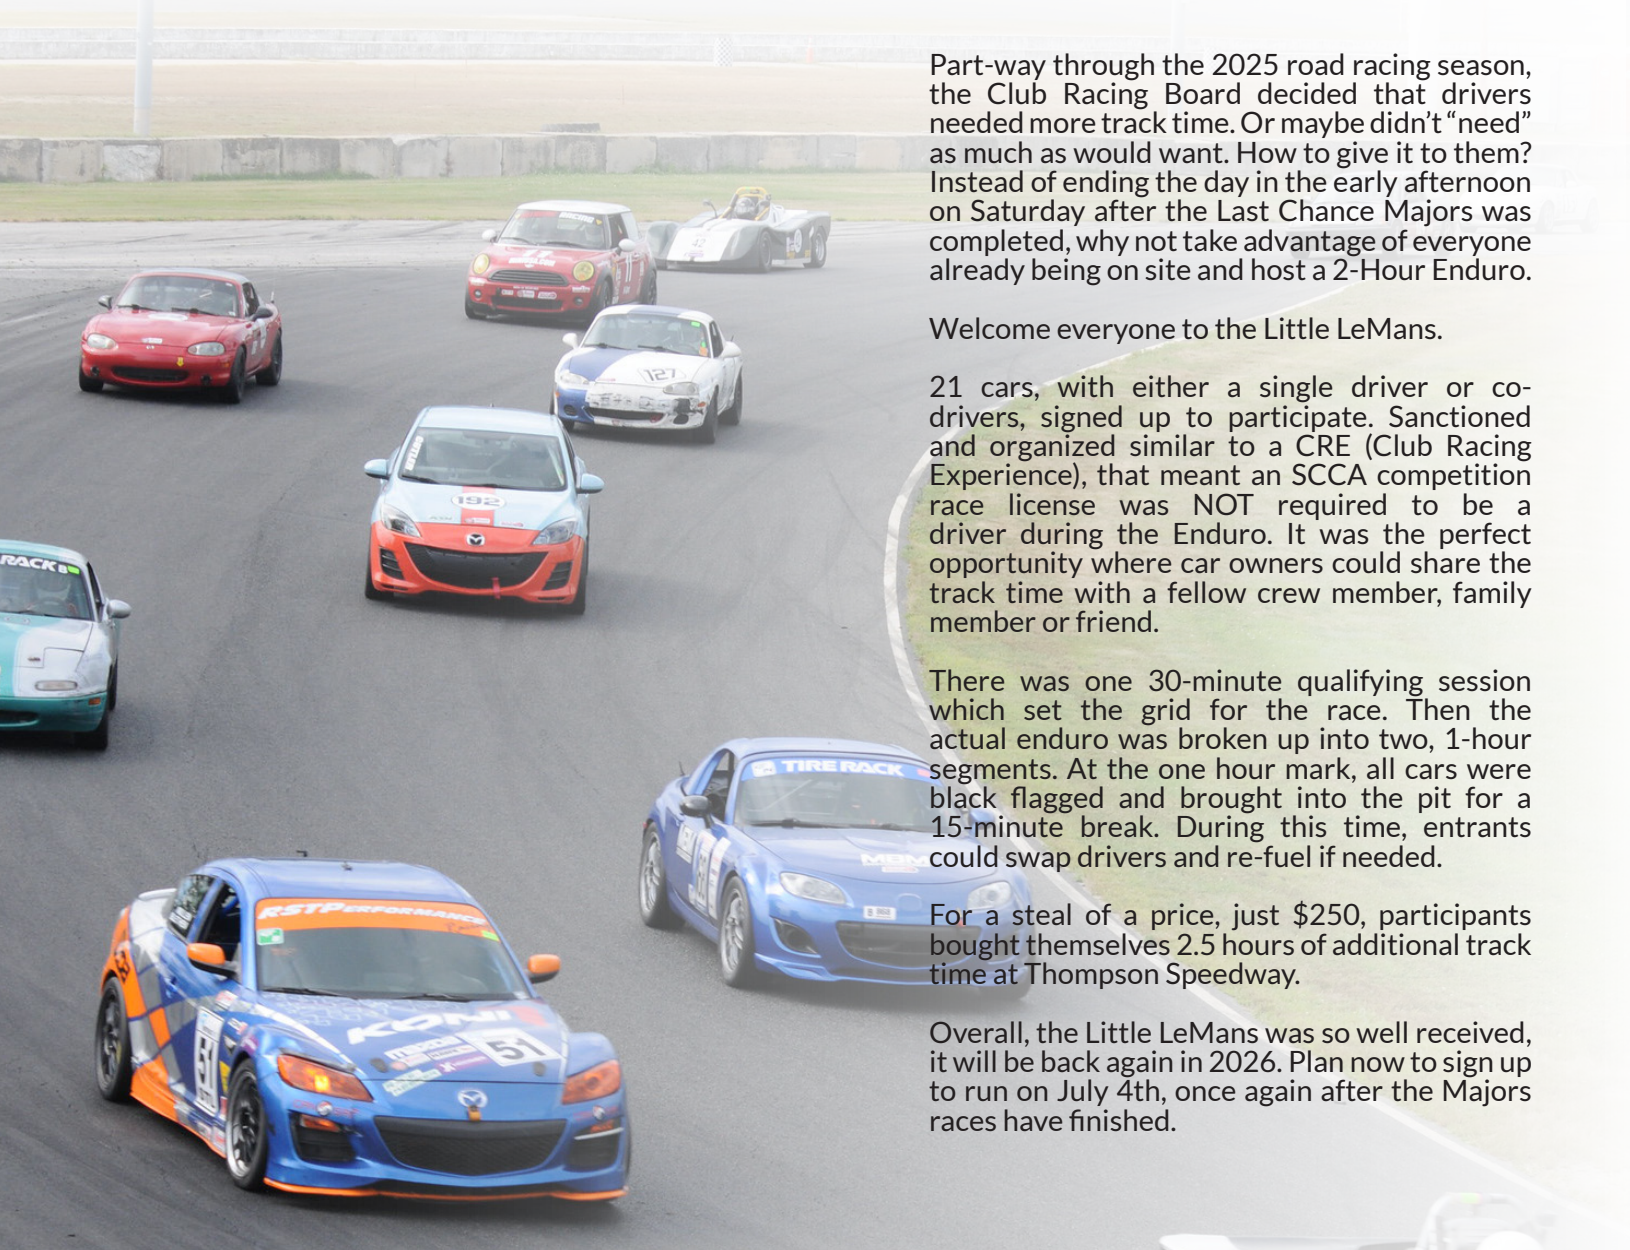 Part-way through the 2025 road racing season,
the Club Racing Board decided that drivers
needed more track time. Or maybe didn’t “need”
as much as would want. How to give it to them?
Instead of ending the day in the early afternoon
on Saturday after the Last Chance Majors was
completed, why not take advantage of everyone
already being on site and host a 2-Hour Enduro.
Welcome everyone to the Little LeMans.
21 cars, with either a single driver or co-
drivers, signed up to participate. Sanctioned
and organized similar to a CRE (Club Racing
Experience), that meant an SCCA competition
race license was NOT required to be a
driver during the Enduro. It was the perfect
opportunity where car owners could share the
track time with a fellow crew member, family
member or friend.
There was one 30-minute qualifying session
which set the grid for the race. Then the
actual enduro was broken up into two, 1-hour
segments. At the one hour mark, all cars were
black flagged and brought into the pit for a
15-minute break. During this time, entrants
could swap drivers and re-fuel if needed.
For a steal of a price, just $250, participants
bought themselves 2.5 hours of additional track
time at Thompson Speedway.
Overall, the Little LeMans was so well received,
it will be back again in 2026. Plan now to sign up
to run on July 4th, once again after the Majors
races have finished.
127
192
RACK
TIRE RACK
RSTPERFORMANCE
KONI
51
51